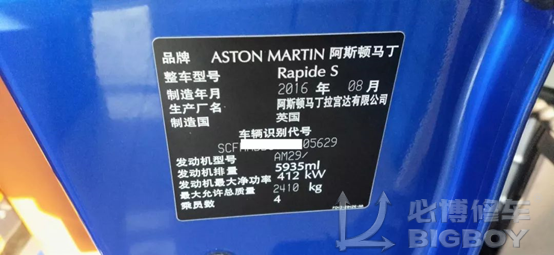 品牌 ASTON MARTIN 阿斯顿马丁
整车型号 Rapide S
制造年月 2016 年 08 月
生产厂名 阿斯顿马丁拉宫达有限公司
制造国 英国
车辆识别代号
05629
发动机型号 AM29/
发动机排量 5935ml
发动机最大净功率 412 kW
最大允许总质量 2410 kg
乘员数 4
必博修车
BIGBOY